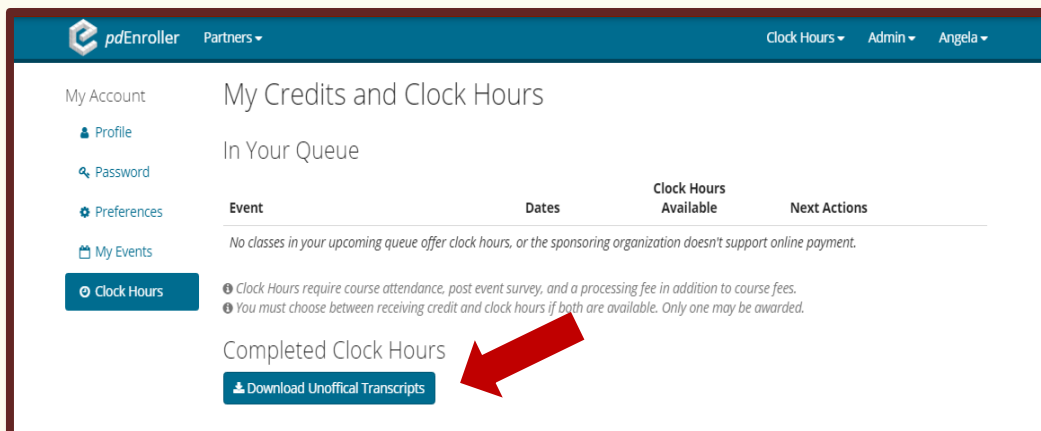 pdEnroller Partners Clock Hours Admin Angela
My Account
Profile
Password
Preferences
My Events
Clock Hours
My Credits and Clock Hours
In Your Queue
Event Dates Clock Hours Available Next Actions
No classes in your upcoming queue offer clock hours, or the sponsoring organization doesn't support online payment.
Clock Hours require course attendance, post event survey, and a processing fee in addition to course fees.
You must choose between receiving credit and clock hours if both are available. Only one may be awarded.
Completed Clock Hours
Download Unoffical Transcripts